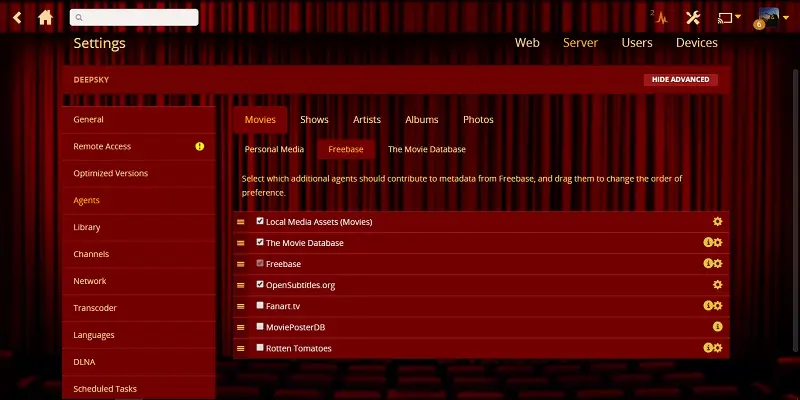 2
6
Settings
Web Server Users Devices
DEEPSKY
HIDE ADVANCED
General
Remote Access
Optimized Versions
Agents
Library
Channels
Network
Transcoder
Languages
DLNA
Scheduled Tasks
Movies Shows Artists Albums Photos
Personal Media Freebase The Movie Database
Select which additional agents should contribute to metadata from Freebase, and drag them to change the order of
preference.
Local Media Assets (Movies)
The Movie Database
Freebase
OpenSubtitles.org
Fanart.tv
MoviePosterDB
Rotten Tomatoes